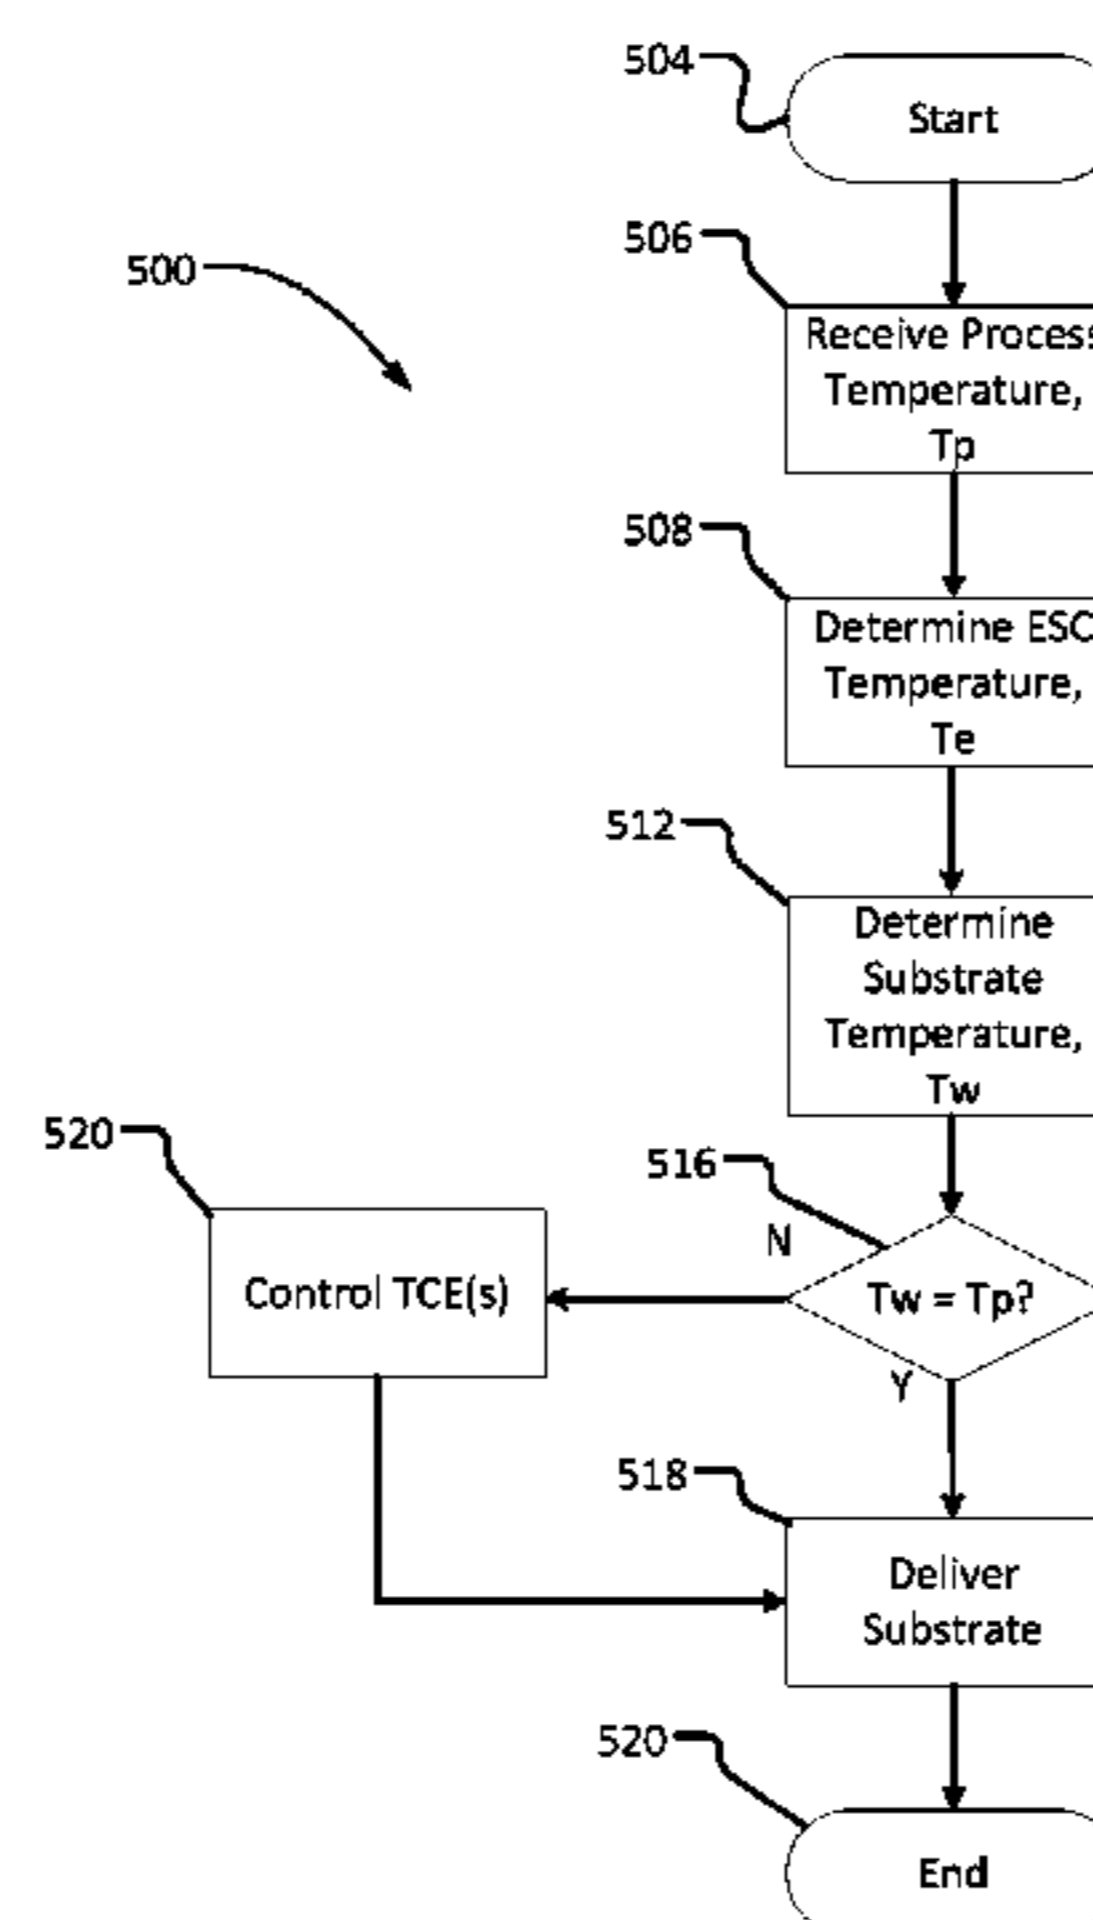 504
Start
506
500
Receive Process
Temperature,
Tp
508
Determine ESC
Temperature,
Te
512
Determine
Substrate
Temperature,
Tw
520
516
N
Control TCE(s)
Tw = Tp?
Y
518
Deliver
Substrate
520
End